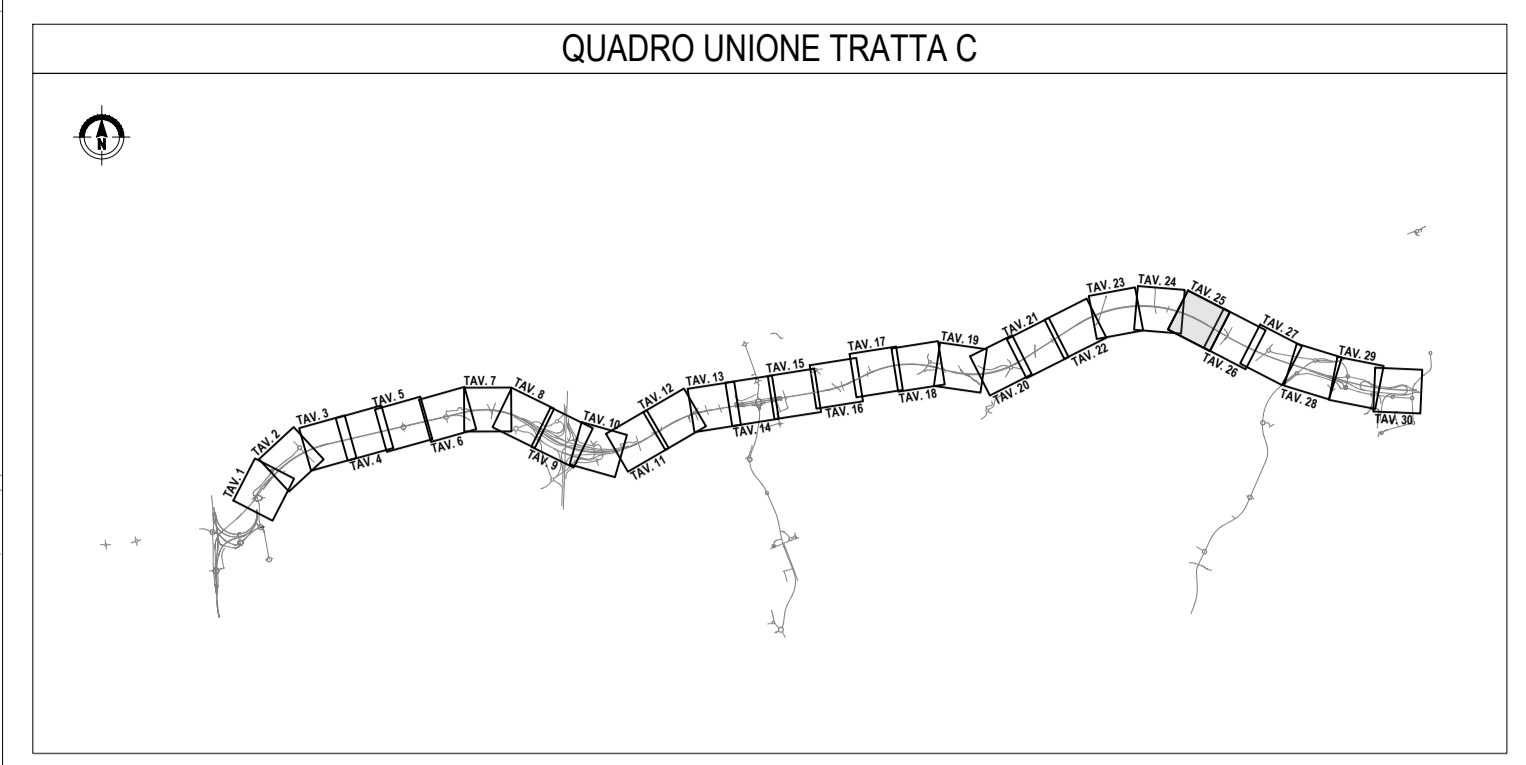 QUADRO UNIONE TRATTA C
N
TAV. 1
TAV. 2
TAV. 3
TAV. 4
TAV. 5
TAV. 6
TAV. 7
TAV. 8
TAV. 9
TAV. 10
TAV. 11
TAV. 12
TAV. 13
TAV. 14
TAV. 15
TAV. 16
TAV. 17
TAV. 18
TAV. 19
TAV. 20
TAV. 21
TAV. 22
TAV. 23
TAV. 24
TAV. 25
TAV. 26
TAV. 27
TAV. 28
TAV. 29
TAV. 30